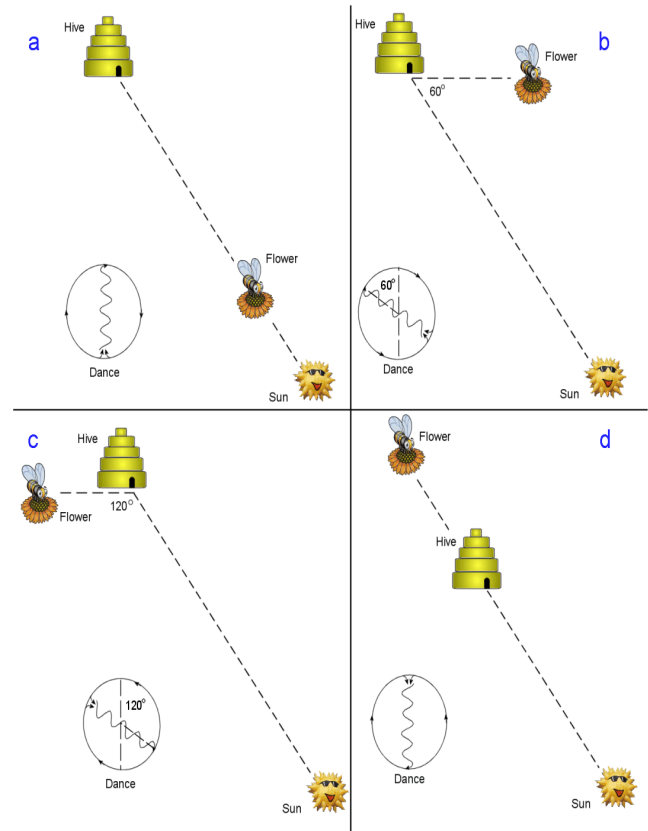 a
Hive
Flower
Dance
Sun
b
Hive
Flower
60°
60°
Dance
Sun
c
Hive
Flower
120°
120°
Dance
Sun
d
Flower
Hive
Dance
Sun